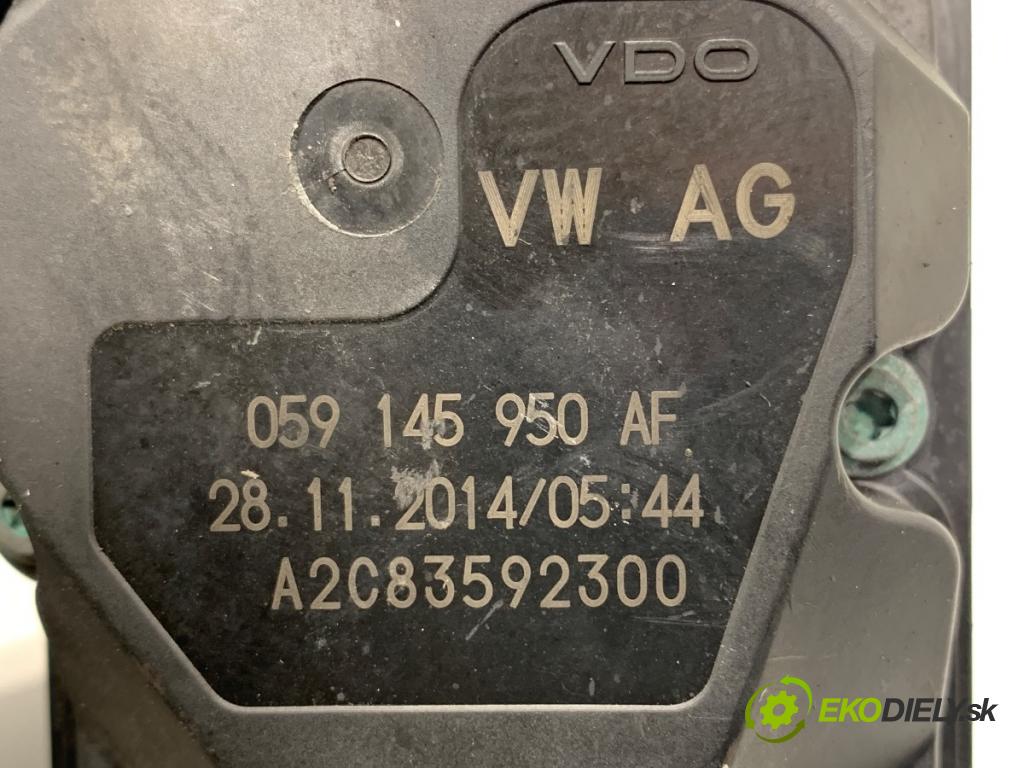 VDO
VW AG
059 145 950 AF
28.11.2014/05:44
A2C83592300
EKODIELY.sk